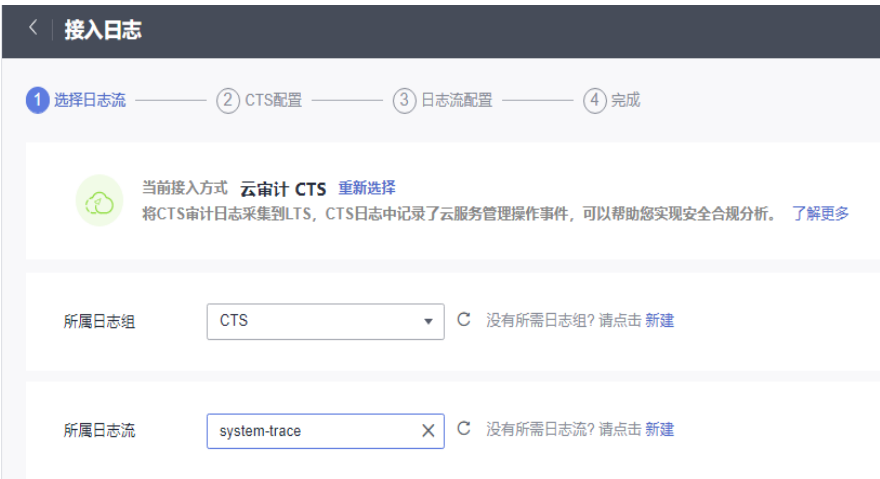 接入日志
1 选择日志流 2 CTS配置 3 日志流配置 4 完成
当前接入方式 云审计 CTS 重新选择
将CTS审计日志采集到LTS，CTS日志中记录了云服务管理操作事件，可以帮助您实现安全合规分析。 了解更多
所属日志组 CTS 没有所需日志组? 请点击 新建
所属日志流 system-trace 没有所需日志流? 请点击 新建